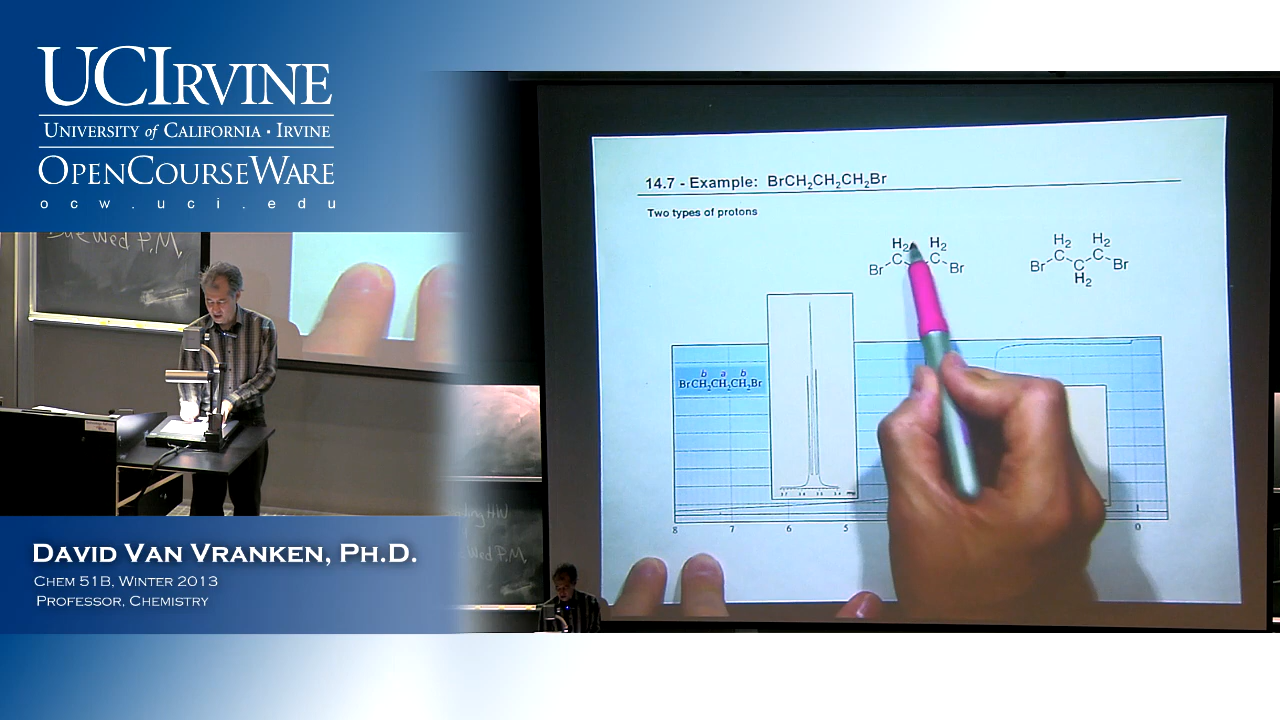 UCIRVINE
UNIVERSITY of CALIFORNIA · IRVINE
OPENCOURSEWARE
ocw.uci.edu
Due Wed P.M.
DAVID VAN VRANKEN, PH.D.
CHEM 51B, WINTER 2013
PROFESSOR, CHEMISTRY
14.7 - Example: BrCH2CH2CH2Br
Two types of protons
H2 H2
Br C C Br
H2 H2
Br C C Br
C
H2
b a b
BrCH2CH2CH2Br
8 7 6 5 0